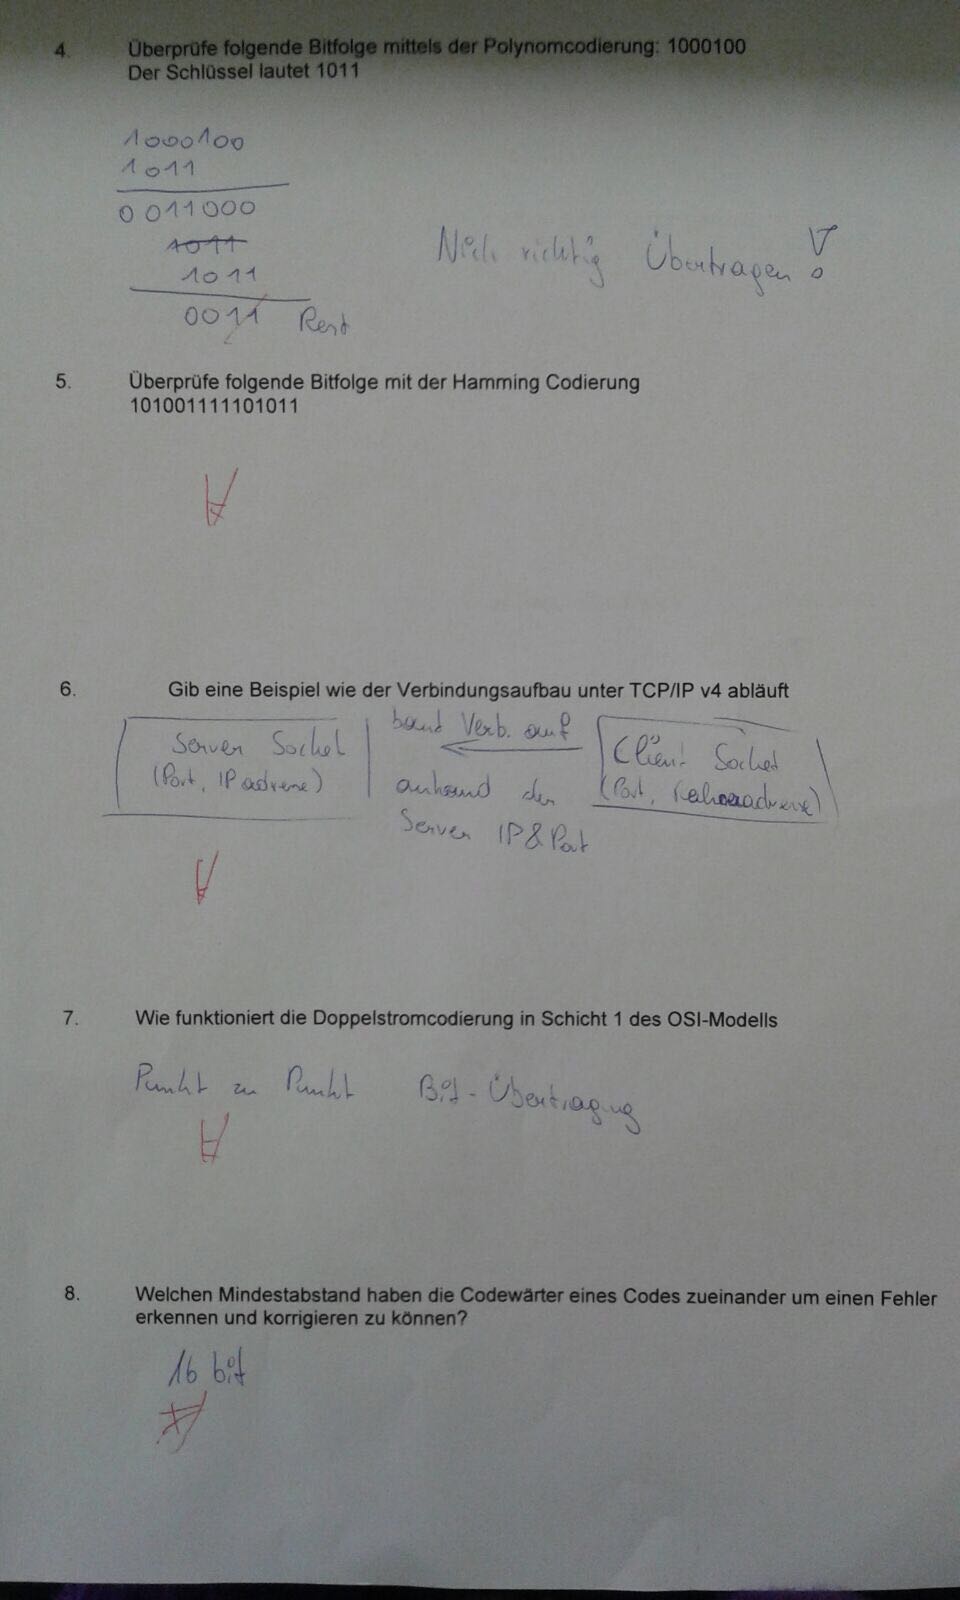 4. Überprüfe folgende Bitfolge mittels der Polynomcodierung: 1000100
Der Schlüssel lautet 1011
1000100
1011
0011000
1011
1011
0011 Rest
Nich richtig Übertragen !
5. Überprüfe folgende Bitfolge mit der Hamming Codierung
101001111101011
6. Gib eine Beispiel wie der Verbindungsaufbau unter TCP/IP v4 abläuft
Server Socket
(Port, IP adresse)
baut Verb. auf
anhand der
Server IP & Port
Client Socket
(Port, adresse)
7. Wie funktioniert die Doppelstromcodierung in Schicht 1 des OSI-Modells
Punkt zu Punkt Bit-Übertragung
8. Welchen Mindestabstand haben die Codewärter eines Codes zueinander um einen Fehler
erkennen und korrigieren zu können?
16 bit